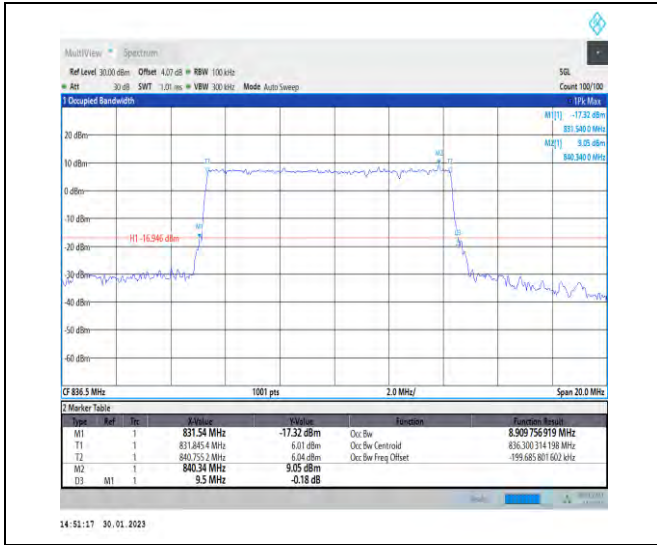 MultiView Spectrum
Ref Level 30.00 dBm Offset 4.07 dB RBW 100 kHz SGL
Att 30 dB SWT 1.01 ms VBW 300 kHz Mode Auto Sweep Count 100/100
1 Occupied Bandwidth 1Pk Max
M1[1] -17.32 dBm
831.540 0 MHz
M2[1] 9.05 dBm
840.340 0 MHz
20 dBm
M2
10 dBm
T1 T2
0 dBm
-10 dBm
M1
D3
H1 -16.946 dBm
-20 dBm
-30 dBm
-40 dBm
-50 dBm
-60 dBm
CF 836.5 MHz 1001 pts 2.0 MHz/ Span 20.0 MHz
2 Marker Table
Type Ref Trc X-Value Y-Value Function Function Result
M1 1 831.54 MHz -17.32 dBm Occ Bw 8.909 756 919 MHz
T1 1 831.845 4 MHz 6.01 dBm Occ Bw Centroid 836.300 314 198 MHz
T2 1 840.755 2 MHz 6.04 dBm Occ Bw Freq Offset -199.685 801 602 kHz
M2 1 840.34 MHz 9.05 dBm
D3 M1 1 9.5 MHz -0.18 dB
14:51:17 30.01.2023